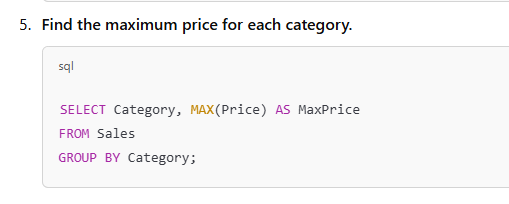 5. Find the maximum price for each category.
sql
SELECT Category, MAX(Price) AS MaxPrice
FROM Sales
GROUP BY Category;